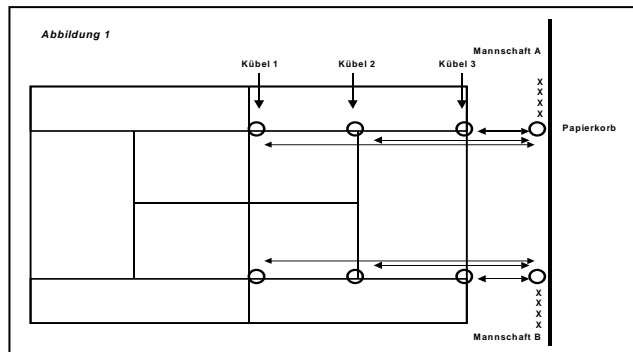 Abbildung 1
Mannschaft A
Kübel 1
Kübel 2
Kübel 3
X
X
X
X
Papierkorb
X
X
X
X
Mannschaft B